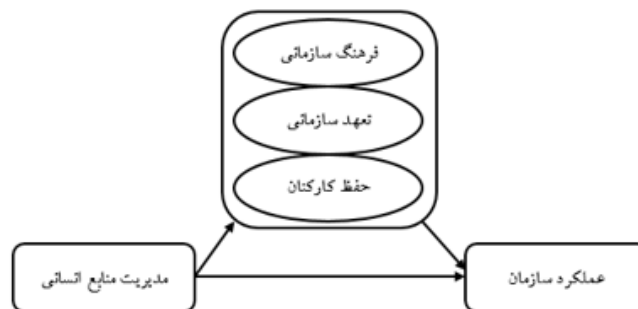 فرهنگ سازمانی
تعهد سازمانی
حفظ کارکنان
عملکرد سازمان
مدیریت منابع انسانی